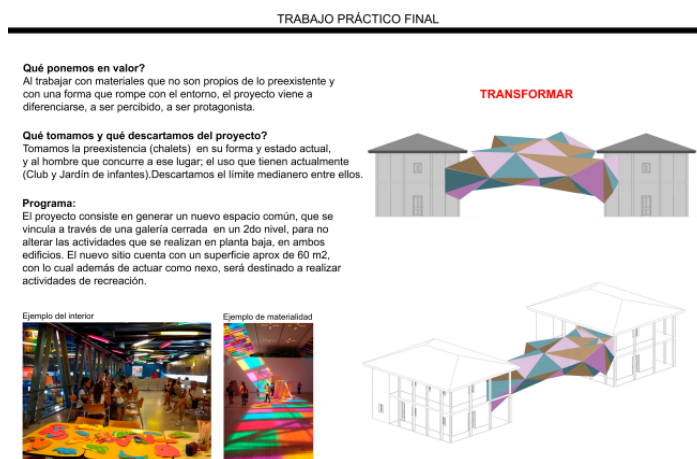 TRABAJO PRÁCTICO FINAL
Qué ponemos en valor?
Al trabajar con materiales que no son propios de lo preexistente y
con una forma que rompe con el entorno, el proyecto viene a
diferenciarse, a ser percibido, a ser protagonista.
Qué tomamos y qué descartamos del proyecto?
Tomamos la preexistencia (chalets) en su forma y estado actual,
y al hombre que concurre a ese lugar; el uso que tienen actualmente
(Club y Jardín de infantes).Descartamos el límite medianero entre ellos.
Programa:
El proyecto consiste en generar un nuevo espacio común, que se
vincula a través de una galería cerrada en un 2do nivel, para no
alterar las actividades que se realizan en planta baja, en ambos
edificios. El nuevo sitio cuenta con un superficie aprox de 60 m2,
con lo cual además de actuar como nexo, será destinado a realizar
actividades de recreación.
TRANSFORMAR
Ejemplo del interior
Ejemplo de materialidad